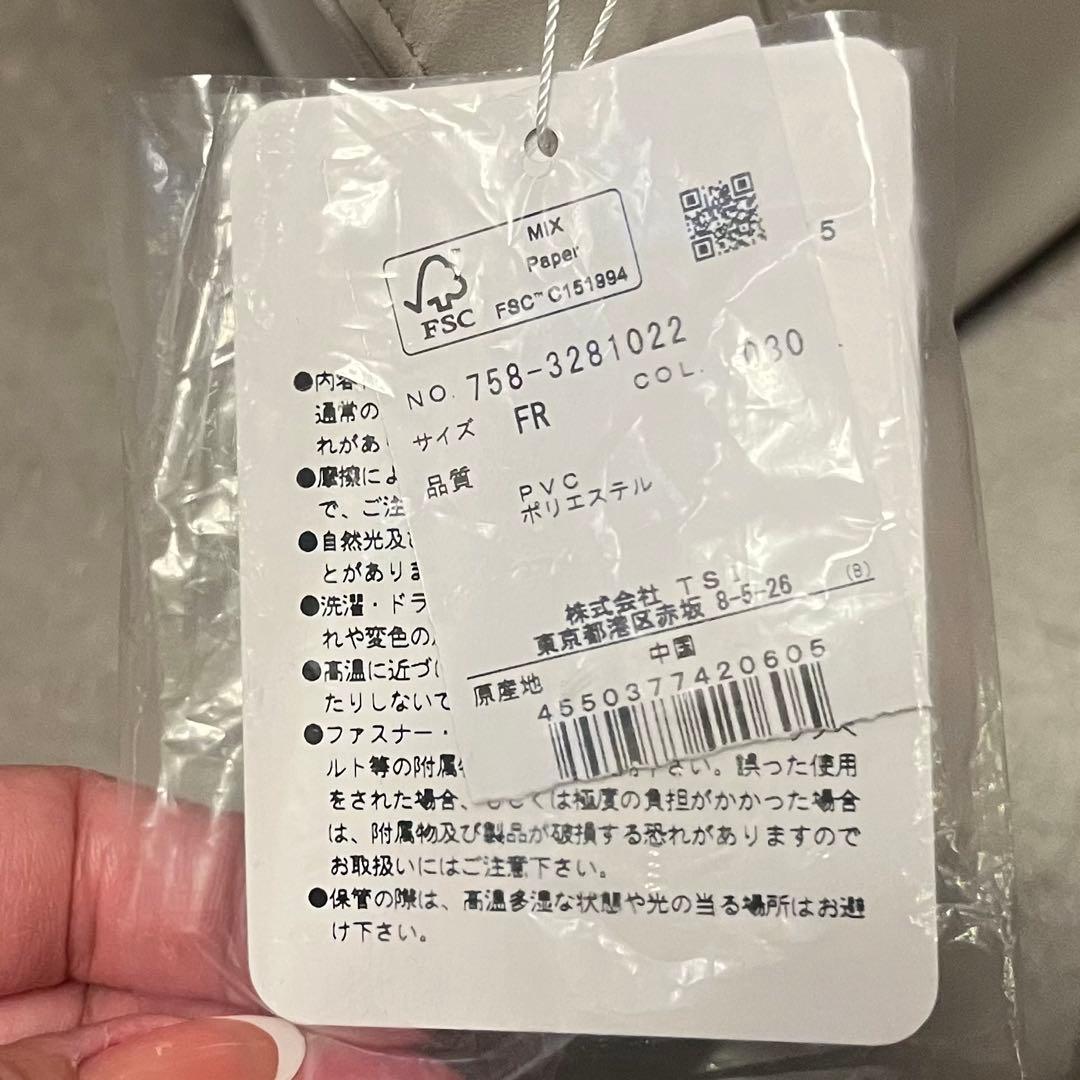 MIX
Paper
FSC™ C151994
FSC
5
NO. 758-3281022
COL. 030
サイズ FR
品質 PVC
ポリエステル
株式会社 TSI (B)
東京都港区赤坂 8-5-26
原産地 中国
4550377420605
●内容
通常の
れがあり
●摩擦によ
で、ご注
●自然光及び
とがありま
●洗濯・ドラ
れや変色の
●高温に近づけ
たりしないで
●ファスナー・
ルト等の附属 下さい。誤った使用
をされた場合、もしくは極度の負担がかかった場合
は、附属物及び製品が破損する恐れがありますので
お取扱いにはご注意下さい。
●保管の際は、高温多湿な状態や光の当る場所はお避
け下さい。